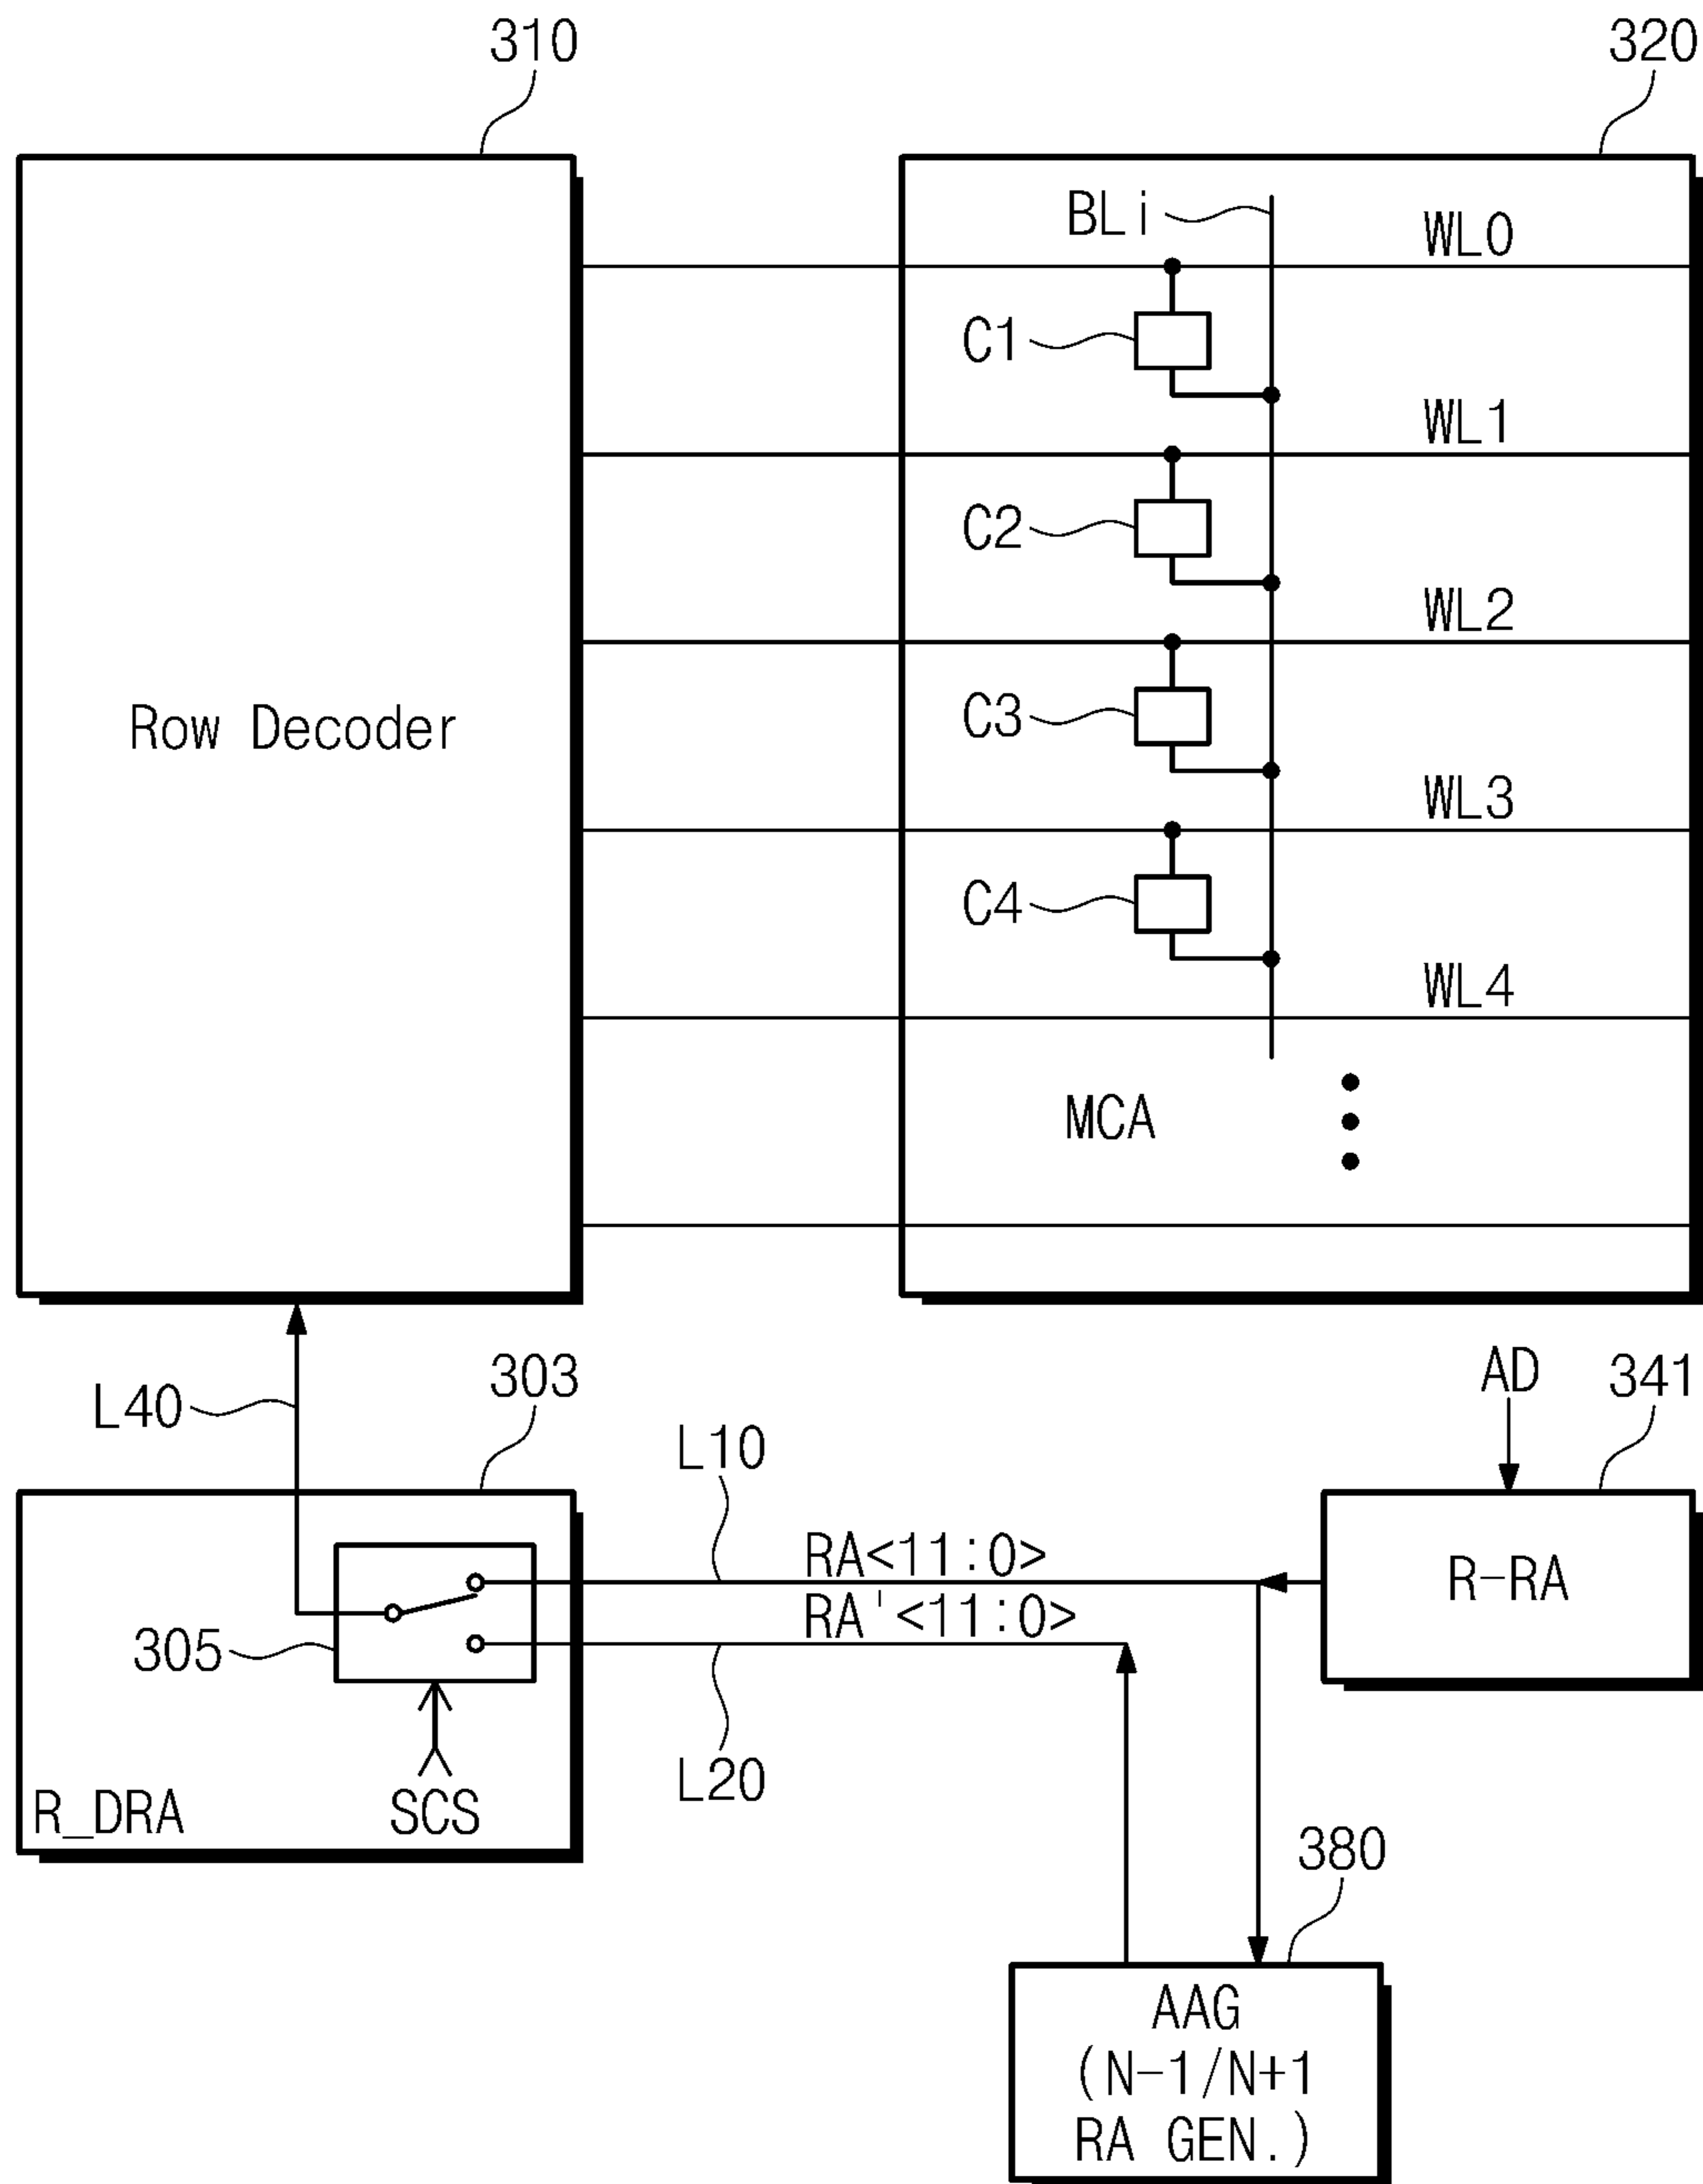 310
320
BLi
WL0
C1
WL1
C2
WL2
Row Decoder
C3
WL3
C4
WL4
MCA
L40
303
L10
AD
341
RA<11:0>
R-RA
RA'<11:0>
305
L20
SCS
R_DRA
380
AAG
(N-1/N+1
RA GEN.)